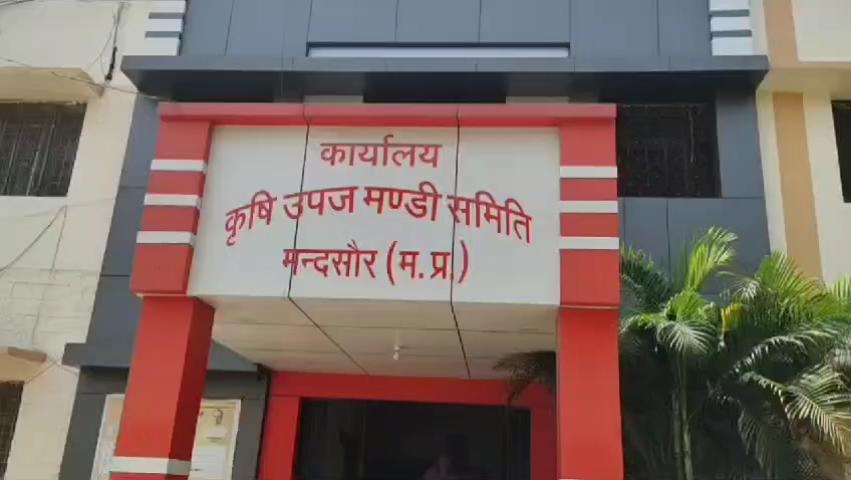 कार्यालय
कृषि उपज मण्डी समिति
मन्दसौर (म. प्र.)